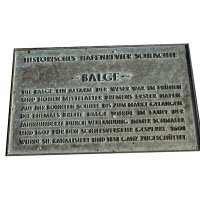 HISTORISCHES HAFENREVIER SCHLACHTE
BALGE
DIE BALGE, EIN ALTARM DER WESER, WAR IM FRÜHEN
UND HOHEN MITTELALTER BREMENS ERSTER HAFEN.
AUF IHR KONNTEN SCHIFFE BIS ZUM MARKT GELANGEN.
DIE EHEMALS BREITE BALGE WURDE IM LAUFE DER
JAHRHUNDERTE DURCH VERLANDUNG IMMER SCHMALER
UND 1607 FÜR DEN SCHIFFSVERKEHR GESPERRT. 1608
WURDE SIE KANALISIERT UND 1838 GANZ ZUGESCHÜTTET